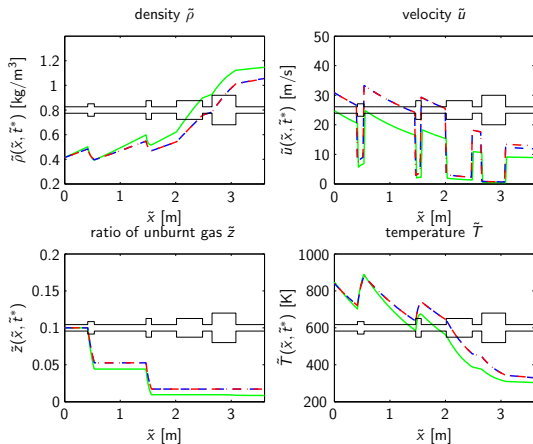 density ρ̃
velocity ũ
ρ̃(x̃, t̃*) [kg/m³]
1.4
1.2
1
0.8
0.6
0.4
0.2
0 1 2 3
x̃ [m]
ũ(x̃, t̃*) [m/s]
50
40
30
20
10
0
0 1 2 3
x̃ [m]
ratio of unburnt gas z̃
temperature T̃
z̃(x̃, t̃*)
0.2
0.15
0.1
0.05
0
0 1 2 3
x̃ [m]
T̃(x̃, t̃*) [K]
1000
800
600
400
200
0 1 2 3
x̃ [m]